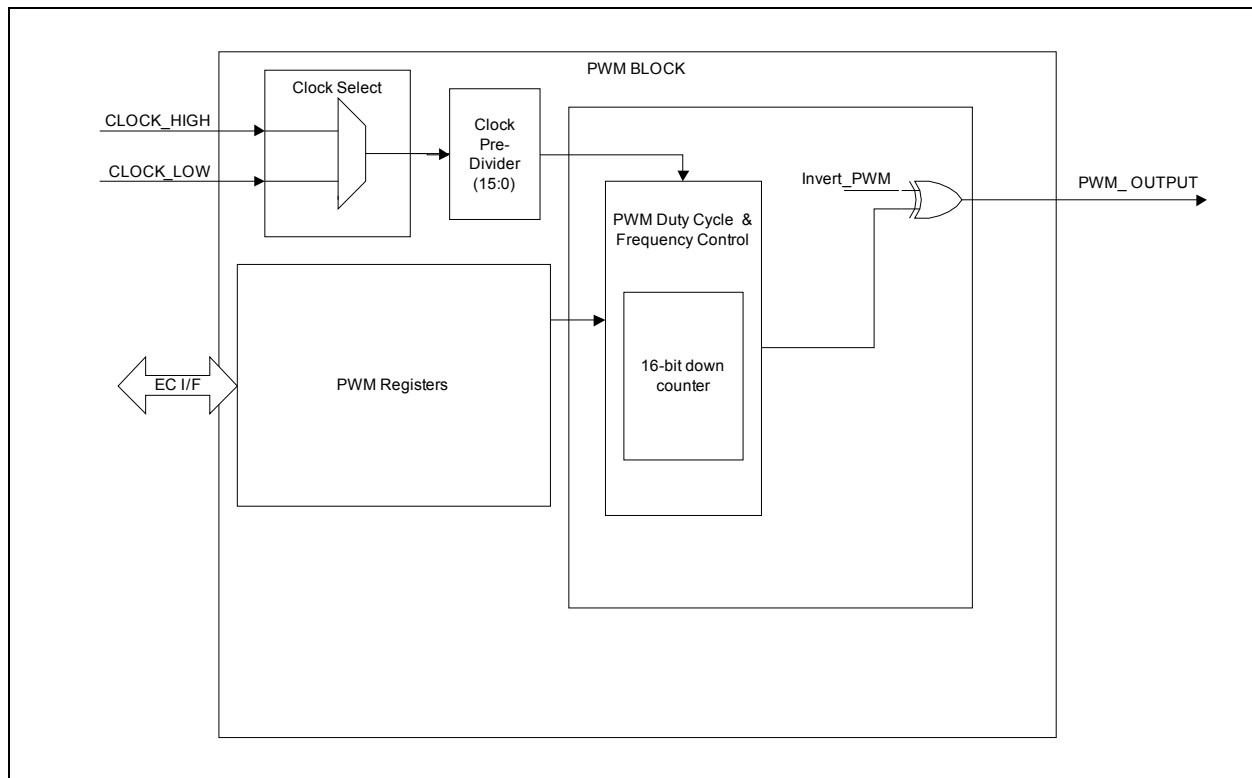 PWM BLOCK
Clock Select
CLOCK_HIGH
CLOCK_LOW
Clock
Pre-
Divider
(15:0)
Invert_PWM
PWM_ OUTPUT
PWM Duty Cycle &
Frequency Control
16-bit down
counter
EC I/F
PWM Registers